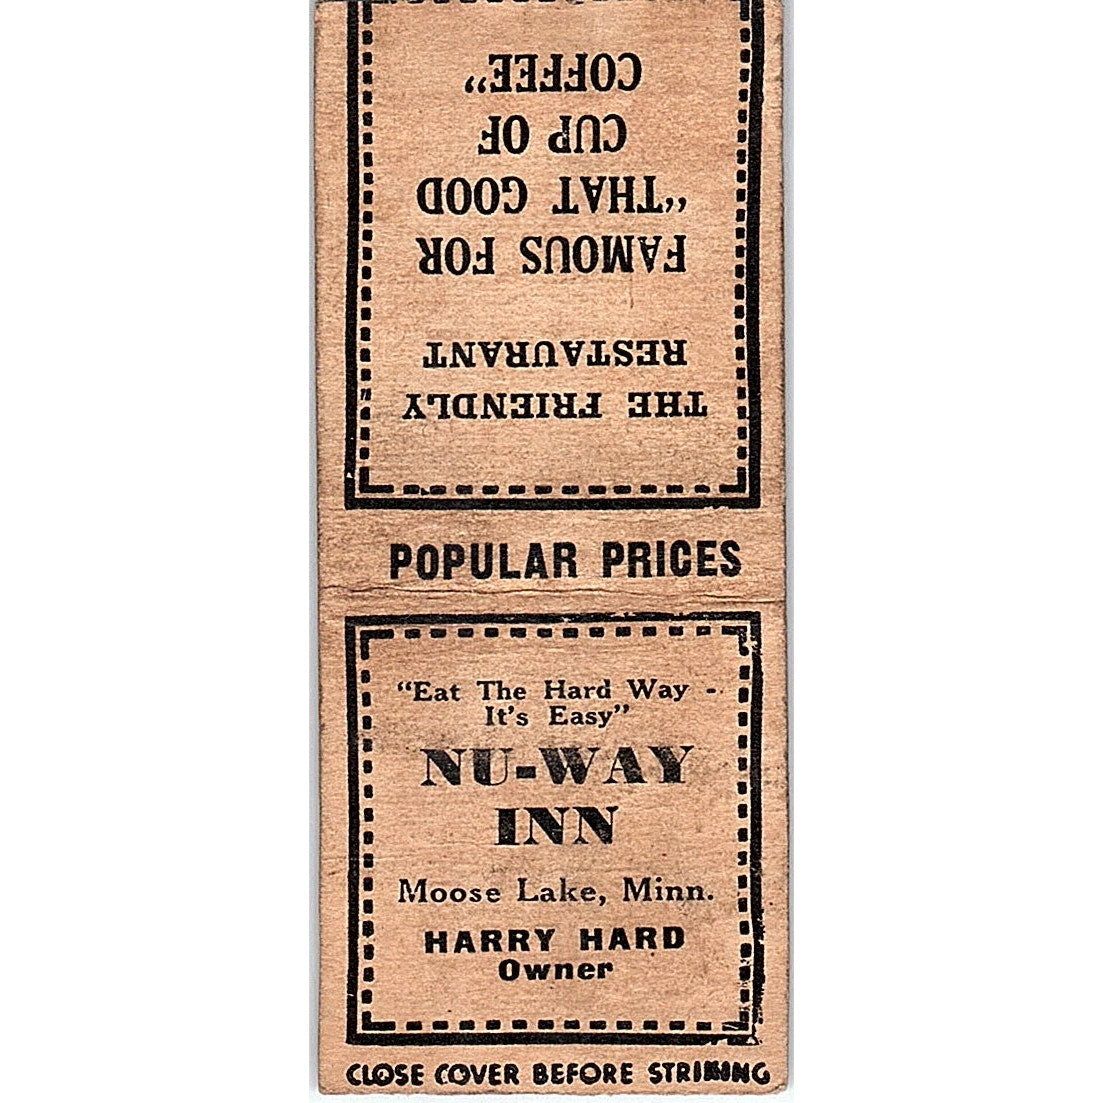 THE FRIENDLY
RESTAURANT
FAMOUS FOR
"THAT GOOD
CUP OF
COFFEE"
POPULAR PRICES
"Eat The Hard Way -
It's Easy"
NU-WAY
INN
Moose Lake, Minn.
HARRY HARD
Owner
CLOSE COVER BEFORE STRIKING